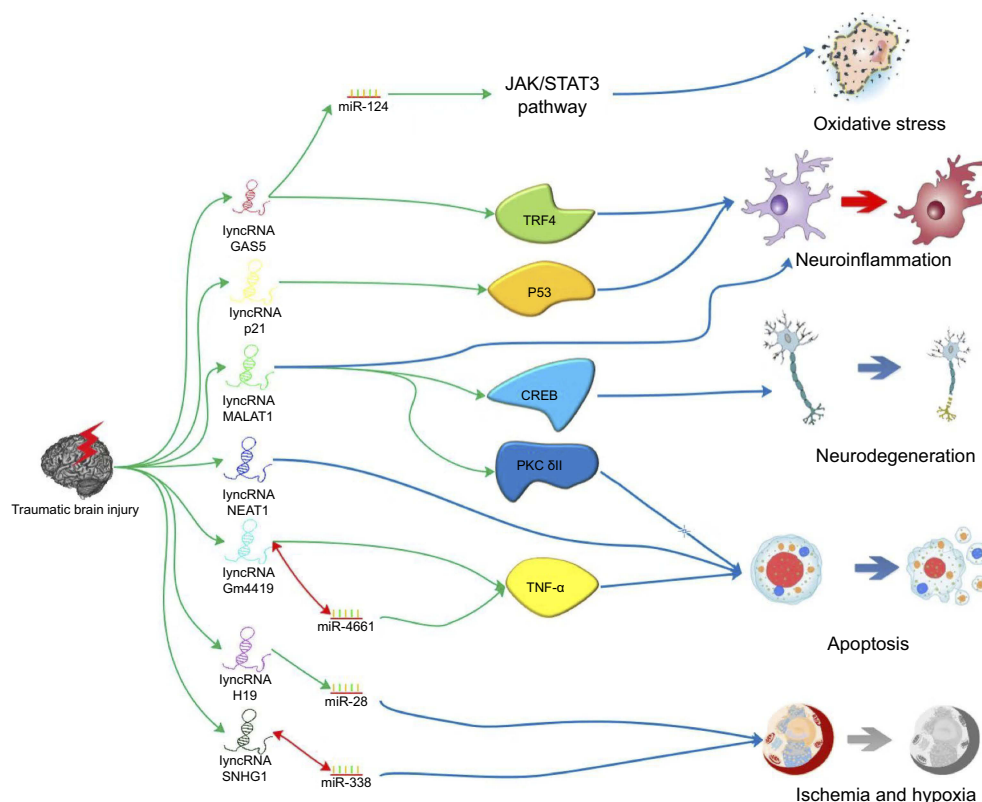 miR-124
JAK/STAT3
pathway
Oxidative stress
lyncRNA
GAS5
TRF4
Neuroinflammation
lyncRNA
p21
P53
lyncRNA
MALAT1
CREB
Neurodegeneration
Traumatic brain injury
lyncRNA
NEAT1
PKC δII
lyncRNA
Gm4419
TNF-α
miR-4661
Apoptosis
lyncRNA
H19
miR-28
lyncRNA
SNHG1
miR-338
Ischemia and hypoxia